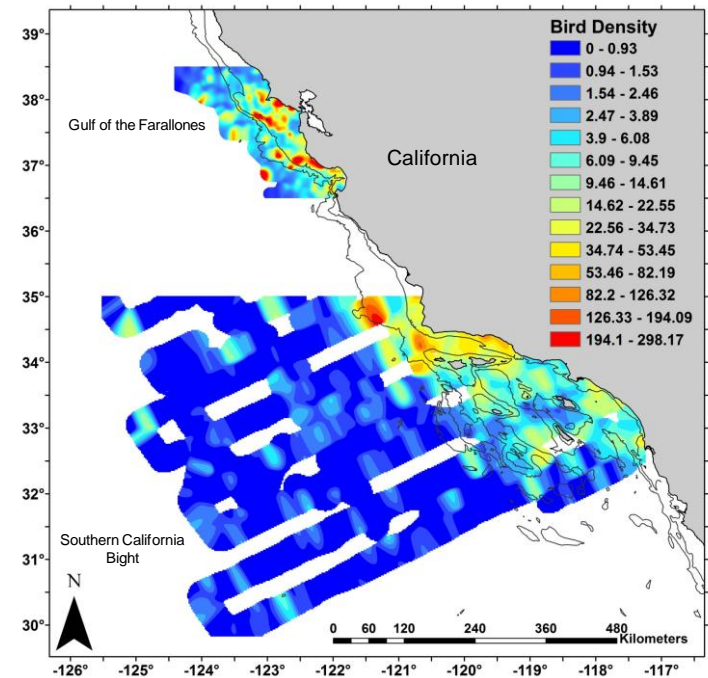 39°
38°
37°
36°
35°
34°
33°
32°
31°
30°
Gulf of the Farallones
California
Bird Density
0 - 0.93
0.94 - 1.53
1.54 - 2.46
2.47 - 3.89
3.9 - 6.08
6.09 - 9.45
9.46 - 14.61
14.62 - 22.55
22.56 - 34.73
34.74 - 53.45
53.46 - 82.19
82.2 - 126.32
126.33 - 194.09
194.1 - 298.17
Southern California
Bight
N
0 60 120 240 360 480
Kilometers
-126° -125° -124° -123° -122° -121° -120° -119° -118° -117°